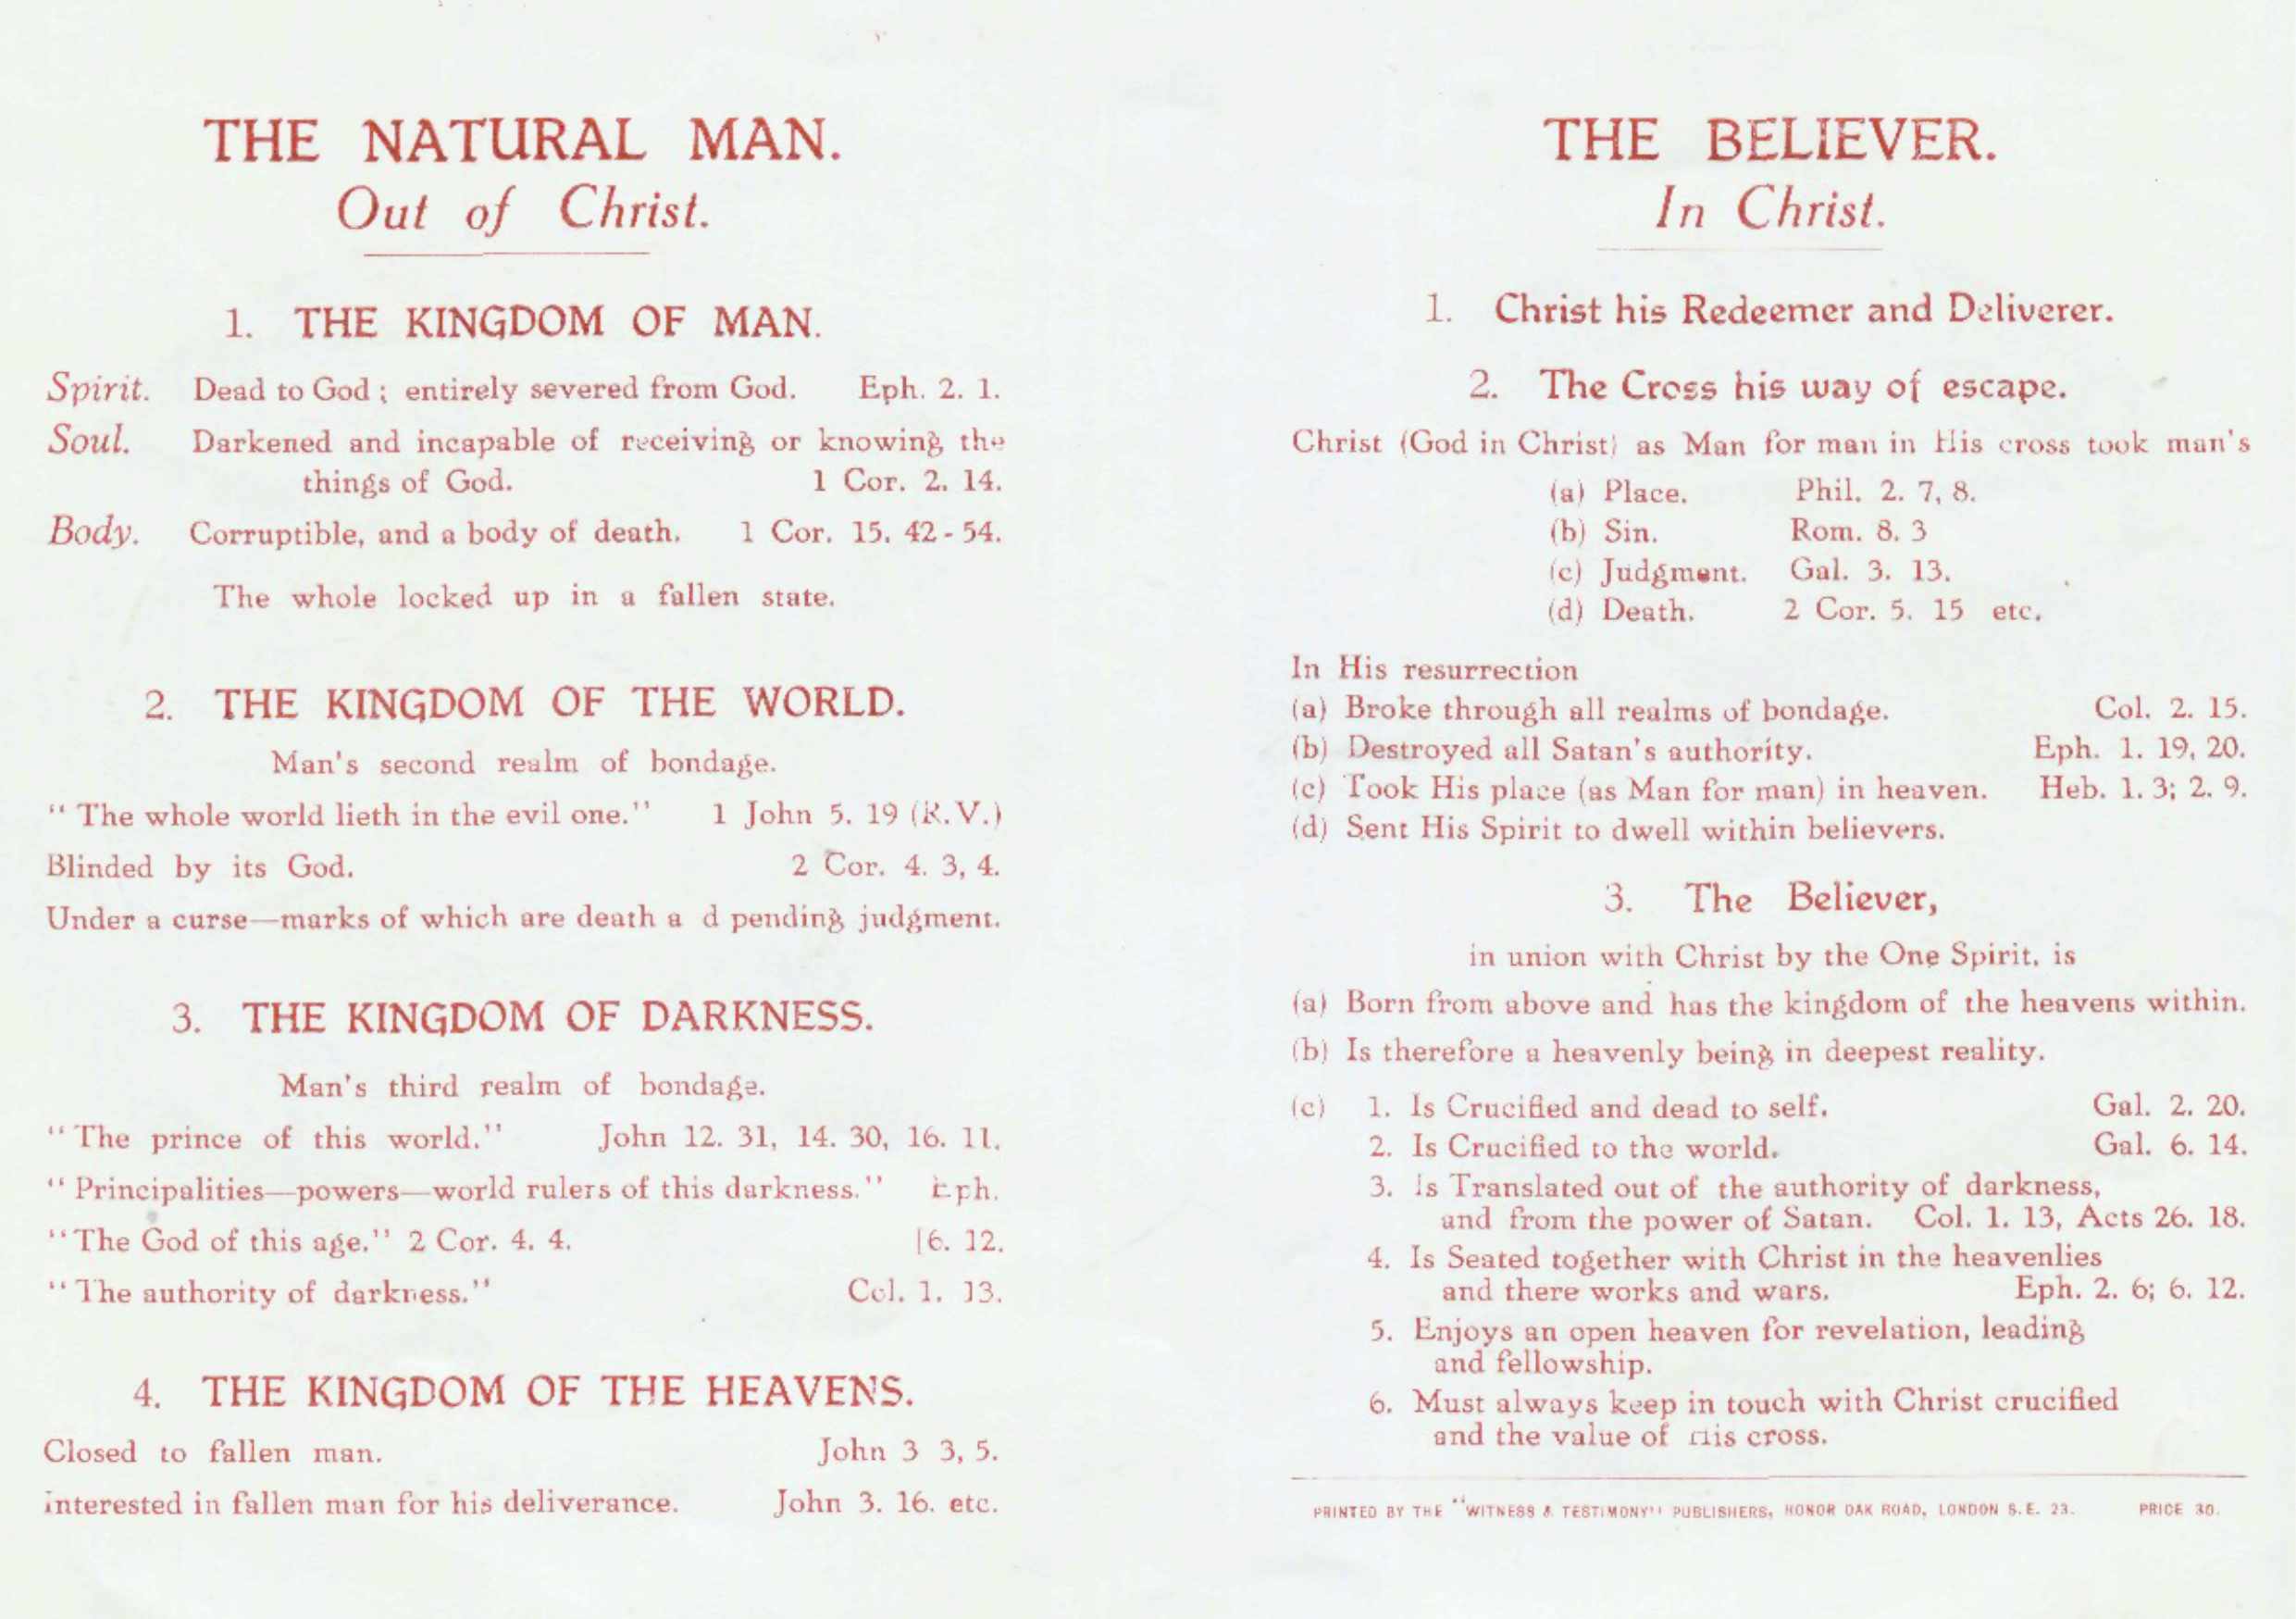 THE NATURAL MAN.
Out of Christ.
1. THE KINGDOM OF MAN.
Spirit. Dead to God; entirely severed from God. Eph. 2. 1.
Soul. Darkened and incapable of receiving or knowing the
things of God. 1 Cor. 2. 14.
Body. Corruptible, and a body of death. 1 Cor. 15. 42-54.
The whole locked up in a fallen state.
2. THE KINGDOM OF THE WORLD.
Man's second realm of bondage.
"The whole world lieth in the evil one." 1 John 5. 19 (R.V.)
Blinded by its God. 2 Cor. 4. 3, 4.
Under a curse—marks of which are death a d pending judgment.
3. THE KINGDOM OF DARKNESS.
Man's third realm of bondage.
"The prince of this world." John 12. 31, 14. 30, 16. 11.
"Principalities—powers—world rulers of this darkness." Eph.
"The God of this age." 2 Cor. 4. 4. [6. 12.
"The authority of darkness." Col. 1. 13.
4. THE KINGDOM OF THE HEAVENS.
Closed to fallen man. John 3 3, 5.
Interested in fallen man for his deliverance. John 3. 16. etc.
THE BELIEVER.
In Christ.
1. Christ his Redeemer and Deliverer.
2. The Cross his way of escape.
Christ (God in Christ) as Man for man in His cross took man's
(a) Place. Phil. 2. 7, 8.
(b) Sin. Rom. 8. 3
(c) Judgment. Gal. 3. 13.
(d) Death. 2 Cor. 5. 15 etc.
In His resurrection
(a) Broke through all realms of bondage. Col. 2. 15.
(b) Destroyed all Satan's authority. Eph. 1. 19, 20.
(c) Took His place (as Man for man) in heaven. Heb. 1. 3; 2. 9.
(d) Sent His Spirit to dwell within believers.
3. The Believer,
in union with Christ by the One Spirit, is
(a) Born from above and has the kingdom of the heavens within.
(b) Is therefore a heavenly being in deepest reality.
(c) 1. Is Crucified and dead to self. Gal. 2. 20.
2. Is Crucified to the world. Gal. 6. 14.
3. Is Translated out of the authority of darkness,
and from the power of Satan. Col. 1. 13, Acts 26. 18.
4. Is Seated together with Christ in the heavenlies
and there works and wars. Eph. 2. 6; 6. 12.
5. Enjoys an open heaven for revelation, leading
and fellowship.
6. Must always keep in touch with Christ crucified
and the value of His cross.
PRINTED BY THE "WITNESS & TESTIMONY" PUBLISHERS, HONOR OAK ROAD, LONDON S.E. 23. PRICE 3D.